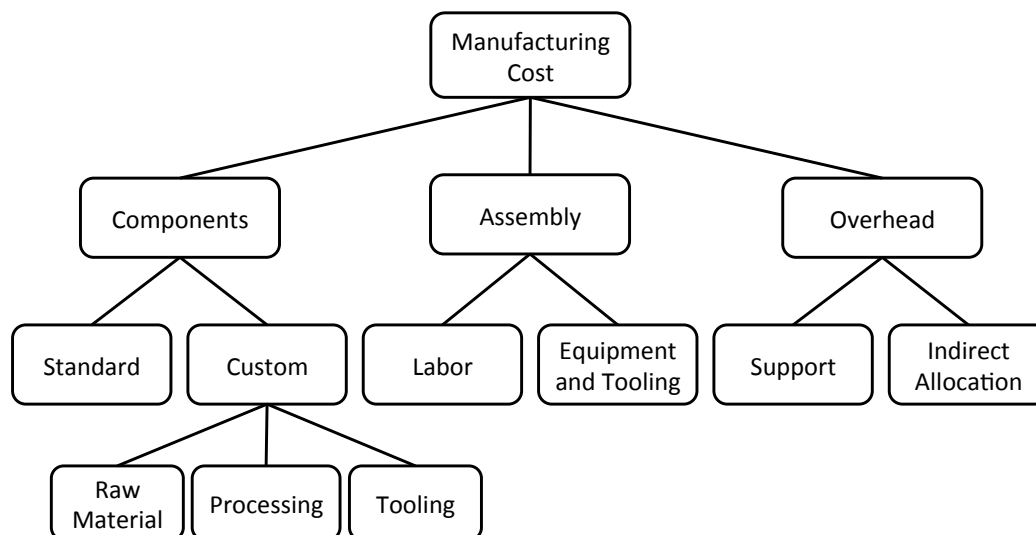 Manufacturing
Cost
Components
Assembly
Overhead
Standard
Custom
Labor
Equipment
and Tooling
Support
Indirect
Allocation
Raw
Material
Processing
Tooling